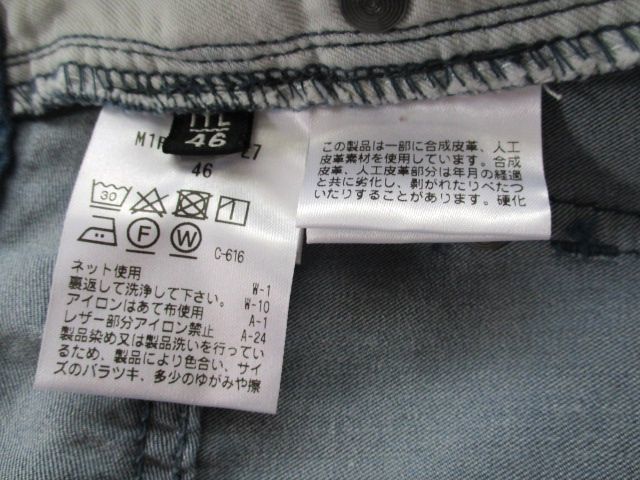 46
46
30
C-616
ネット使用 W-1
裏返して洗浄して下さい。 W-10
アイロンはあて布使用 A-1
レザー部分アイロン禁止 A-24
製品染め又は製品洗いを行ってい
るため、製品により色合い、サイ
ズのバラツキ、多少のゆがみや擦
この製品は一部に合成皮革、人工
皮革素材を使用しています。合成
皮革、人工皮革部分は年月の経過
と共に劣化し、剥がれたりべたつ
いたりすることがあります。硬化